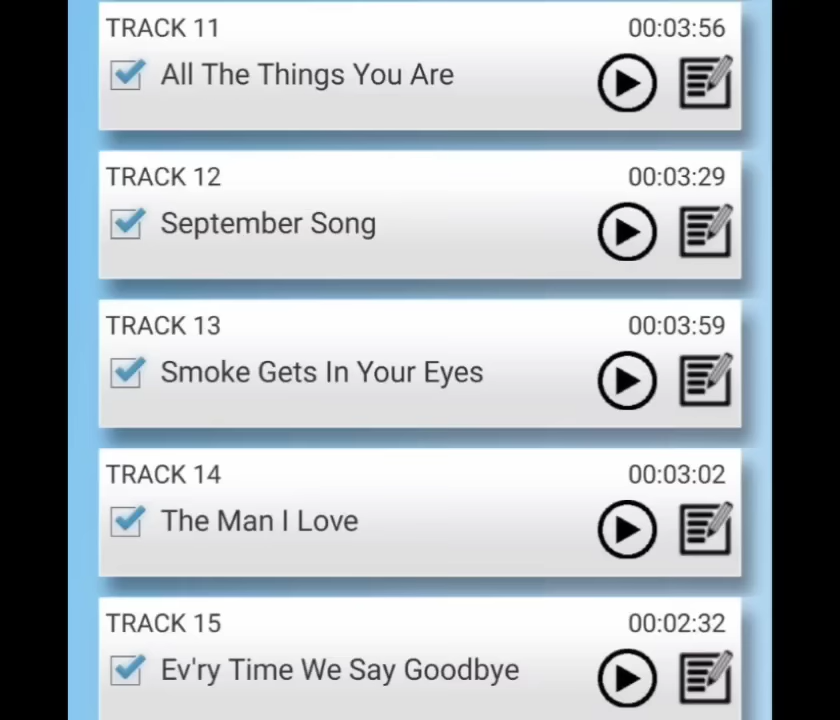 TRACK 11 00:03:56
All The Things You Are
TRACK 12 00:03:29
September Song
TRACK 13 00:03:59
Smoke Gets In Your Eyes
TRACK 14 00:03:02
The Man I Love
TRACK 15 00:02:32
Ev'ry Time We Say Goodbye